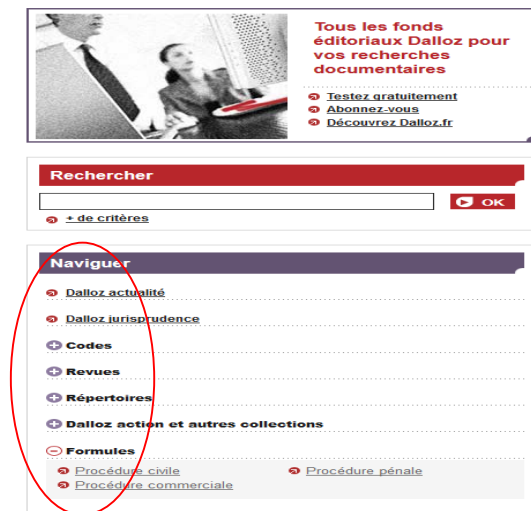 Tous les fonds
éditoriaux Dalloz pour
vos recherches
documentaires
Testez gratuitement
Abonnez-vous
Découvrez Dalloz.fr
Rechercher
OK
+ de critères
Naviguer
Dalloz actualité
Dalloz jurisprudence
Codes
Revues
Répertoires
Dalloz action et autres collections
Formules
Procédure civile Procédure pénale
Procédure commerciale